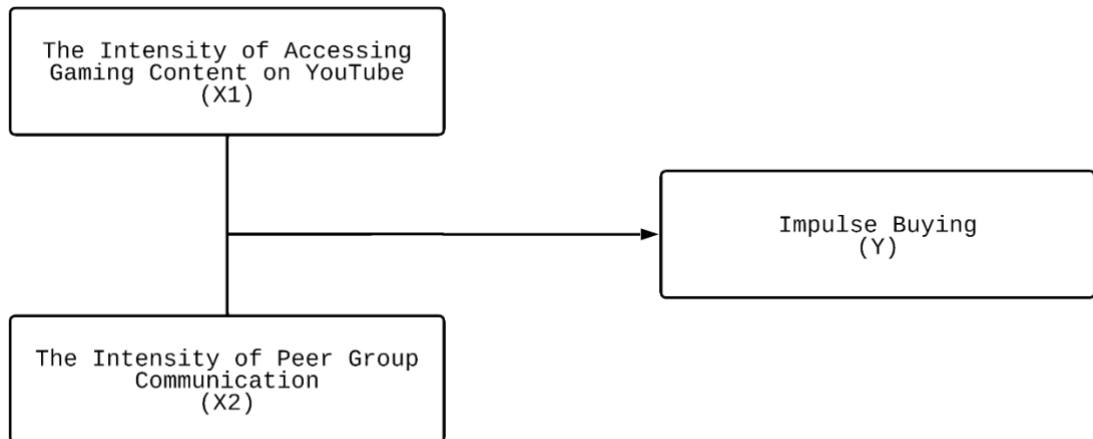 The Intensity of Accessing
Gaming Content on YouTube
(X1)
Impulse Buying
(Y)
The Intensity of Peer Group
Communication
(X2)